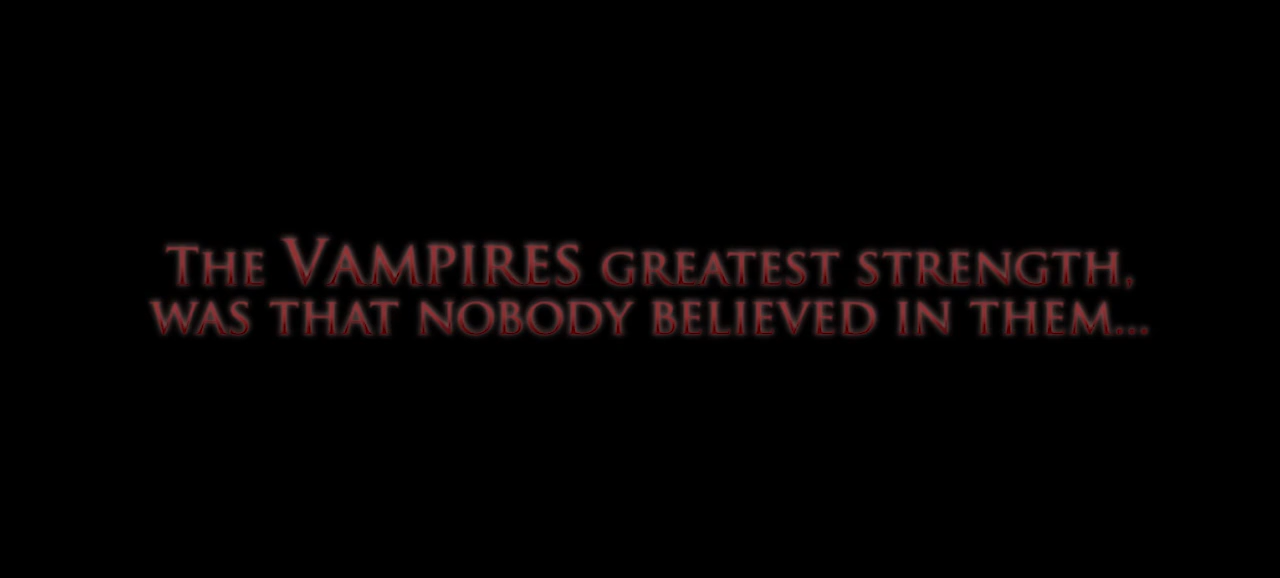 The VAMPIRES greatest strength,
was that nobody believed in them...